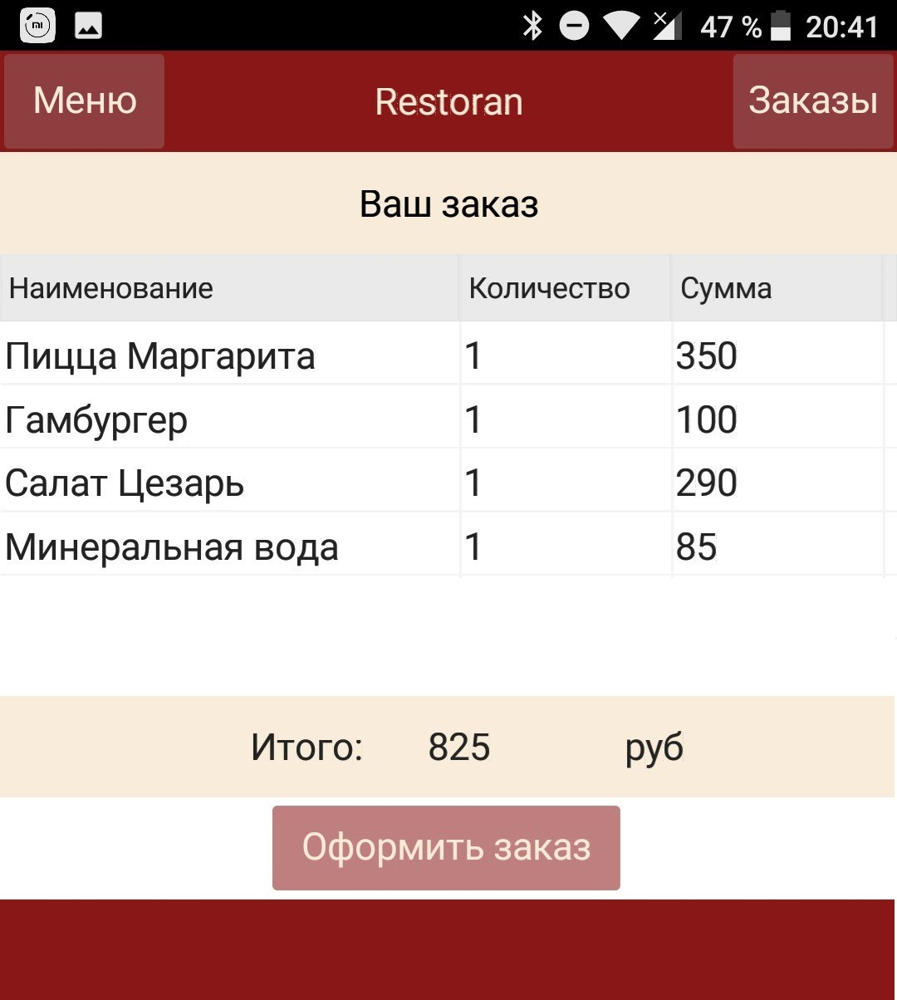 47 % 20:41
Меню Restoran Заказы
Ваш заказ
Наименование Количество Сумма
Пицца Маргарита 1 350
Гамбургер 1 100
Салат Цезарь 1 290
Минеральная вода 1 85
Итого: 825 руб
Оформить заказ